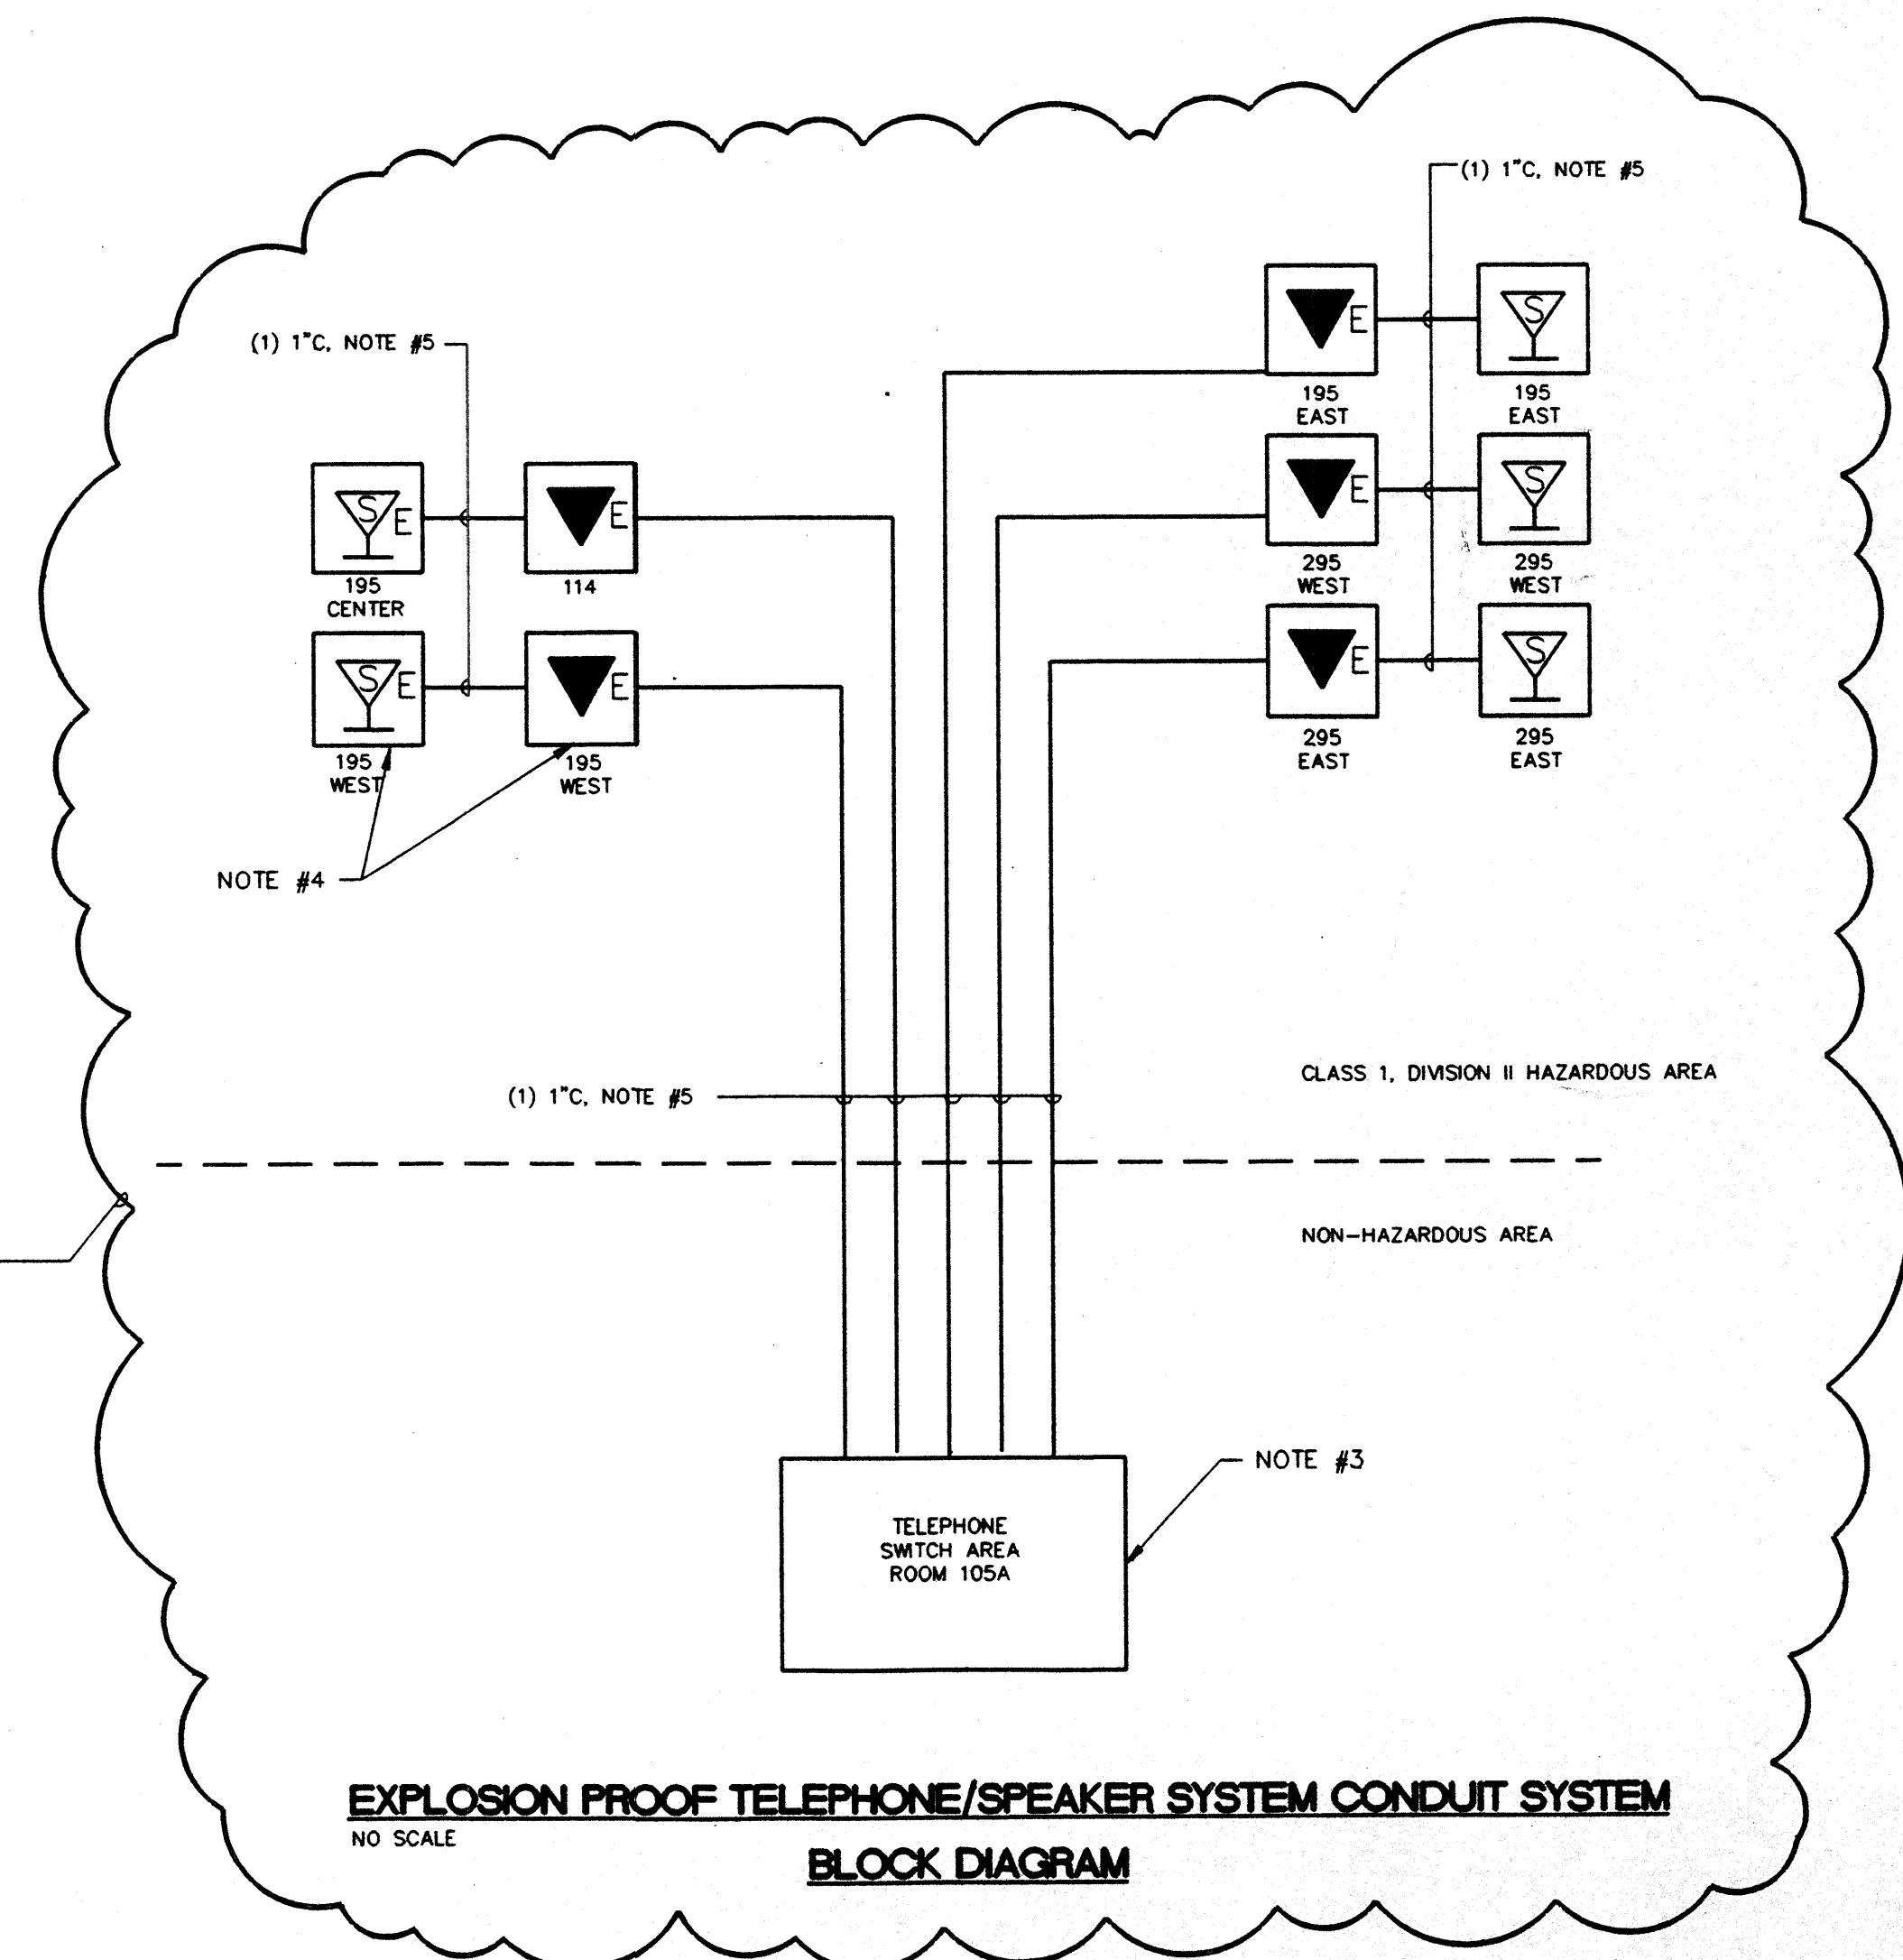 (1) 1"C, NOTE #5
(1) 1"C, NOTE #5
E
S
195
EAST
195
EAST
E
S
295
WEST
295
WEST
E
S
295
EAST
295
EAST
S
E
E
195
CENTER
114
S
E
E
195
WEST
195
WEST
NOTE #4
CLASS 1, DIVISION II HAZARDOUS AREA
(1) 1"C, NOTE #5
NON-HAZARDOUS AREA
NOTE #3
TELEPHONE
SWITCH AREA
ROOM 105A
EXPLOSION PROOF TELEPHONE/SPEAKER SYSTEM CONDUIT SYSTEM
NO SCALE
BLOCK DIAGRAM